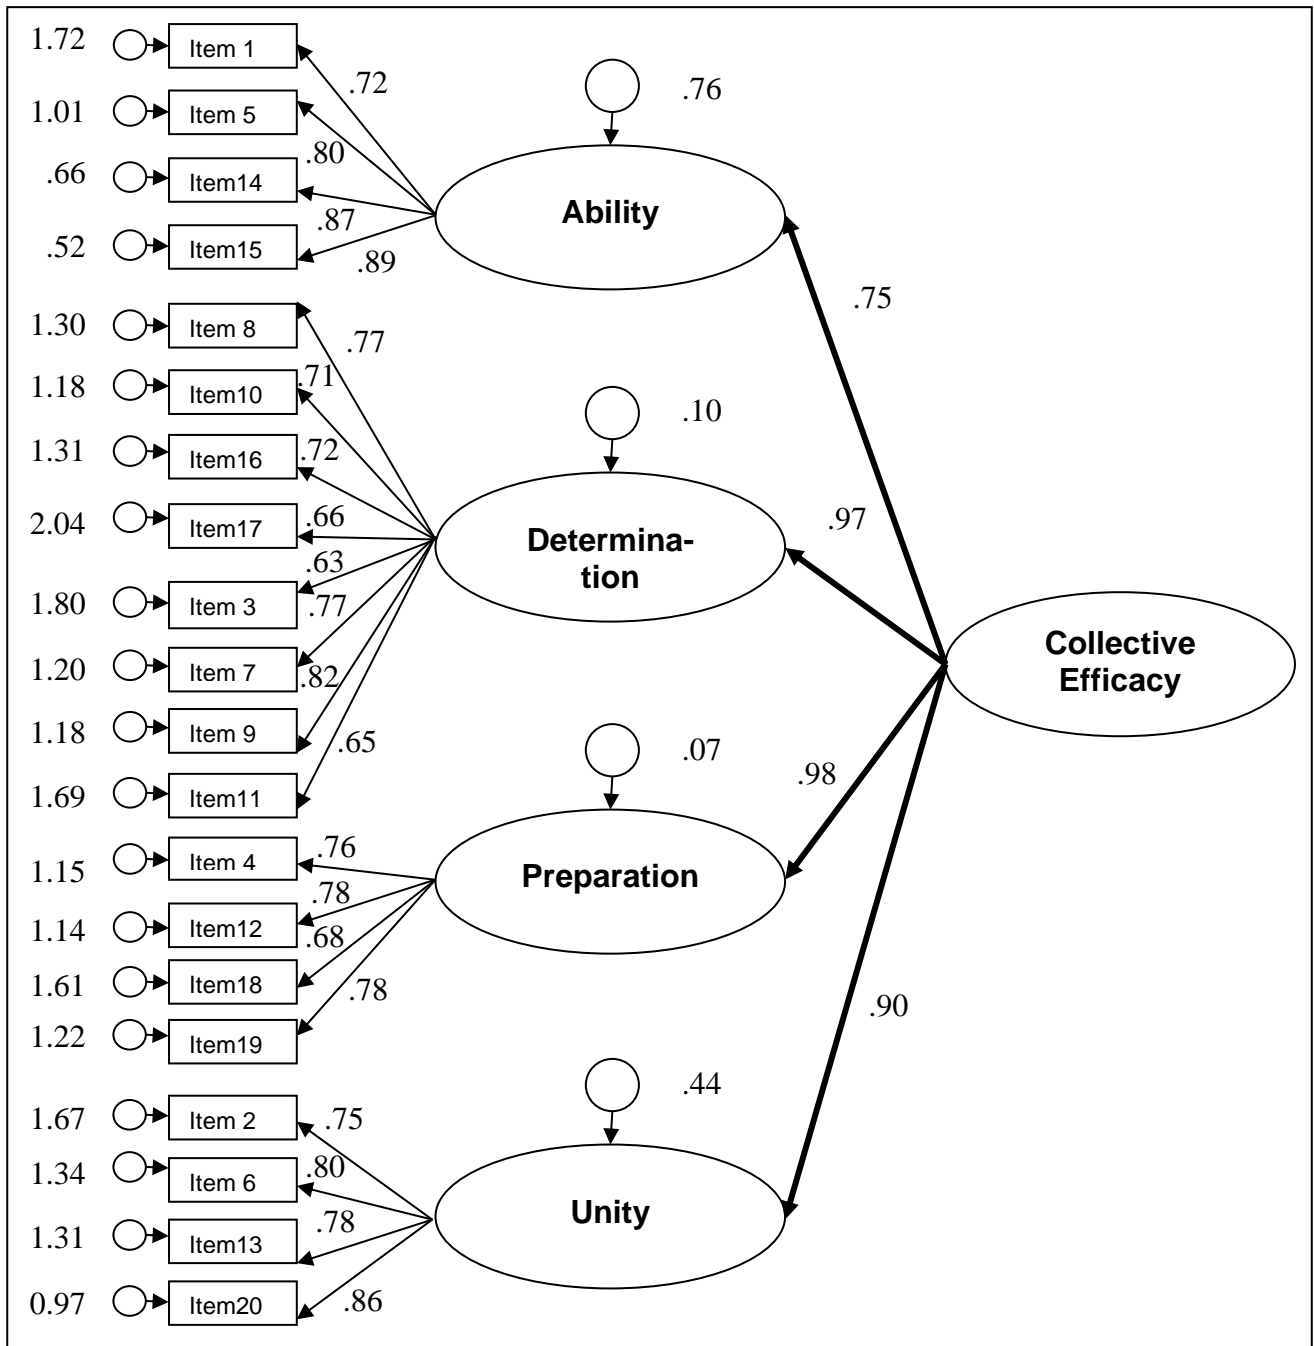 1.72 Item 1 .72
1.01 Item 5 .80
.66 Item14 .87
.52 Item15 .89
.76
Ability
.75
1.30 Item 8 .77
1.18 Item10 .71
1.31 Item16 .72
2.04 Item17 .66
1.80 Item 3 .63
1.20 Item 7 .77
1.18 Item 9 .82
1.69 Item11 .65
.10
Determina-
tion
.97
Collective
Efficacy
1.15 Item 4 .76
1.14 Item12 .78
1.61 Item18 .68
1.22 Item19 .78
.07
Preparation
.98
1.67 Item 2 .75
1.34 Item 6 .80
1.31 Item13 .78
0.97 Item20 .86
.44
Unity
.90